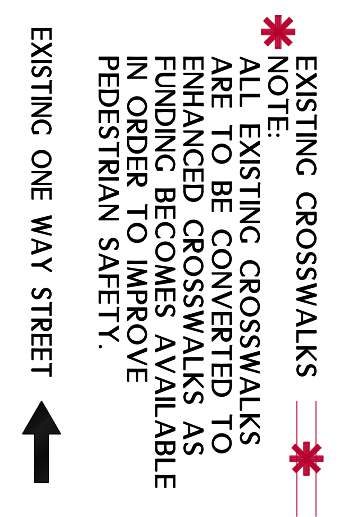 EXISTING CROSSWALKS
NOTE:
ALL EXISTING CROSSWALKS
ARE TO BE CONVERTED TO
ENHANCED CROSSWALKS AS
FUNDING BECOMES AVAILABLE
IN ORDER TO IMPROVE
PEDESTRIAN SAFETY.
EXISTING ONE WAY STREET